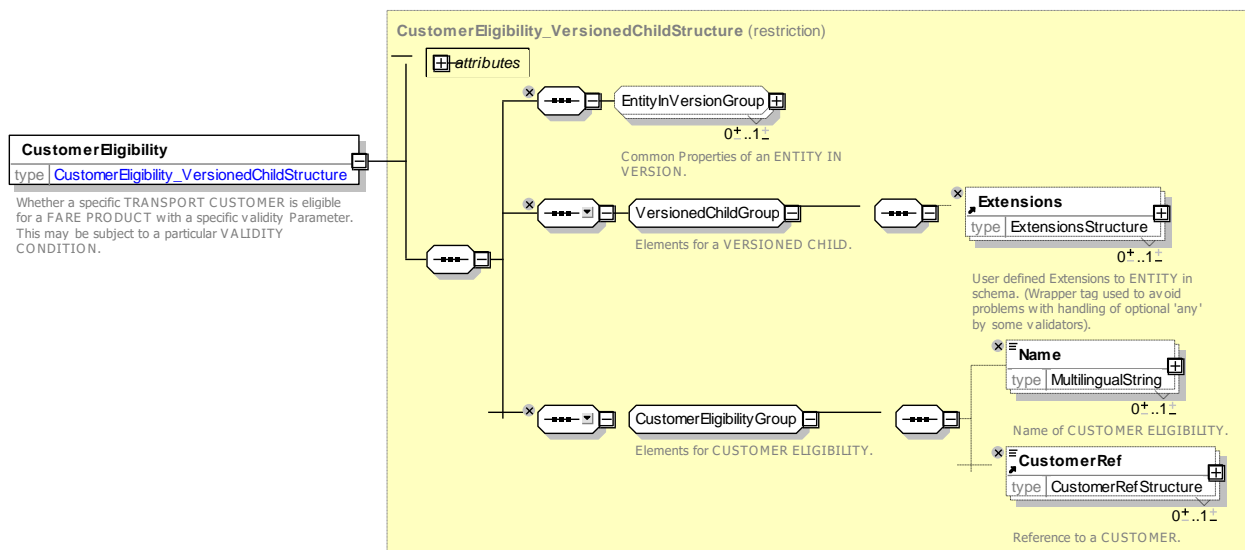 CustomerEligibility_VersionedChildStructure (restriction)
attributes
EntityInVersionGroup
0..1
Common Properties of an ENTITY IN
VERSION.
CustomerEligibility
type CustomerEligibility_VersionedChildStructure
Whether a specific TRANSPORT CUSTOMER is eligible
for a FARE PRODUCT with a specific validity Parameter.
This may be subject to a particular VALIDITY
CONDITION.
VersionedChildGroup
Elements for a VERSIONED CHILD.
Extensions
type ExtensionsStructure
0..1
User defined Extensions to ENTITY in
schema. (Wrapper tag used to avoid
problems with handling of optional 'any'
by some validators).
CustomerEligibilityGroup
Elements for CUSTOMER ELIGIBILITY.
Name
type MultilingualString
0..1
Name of CUSTOMER ELIGIBILITY.
CustomerRef
type CustomerRefStructure
0..1
Reference to a CUSTOMER.